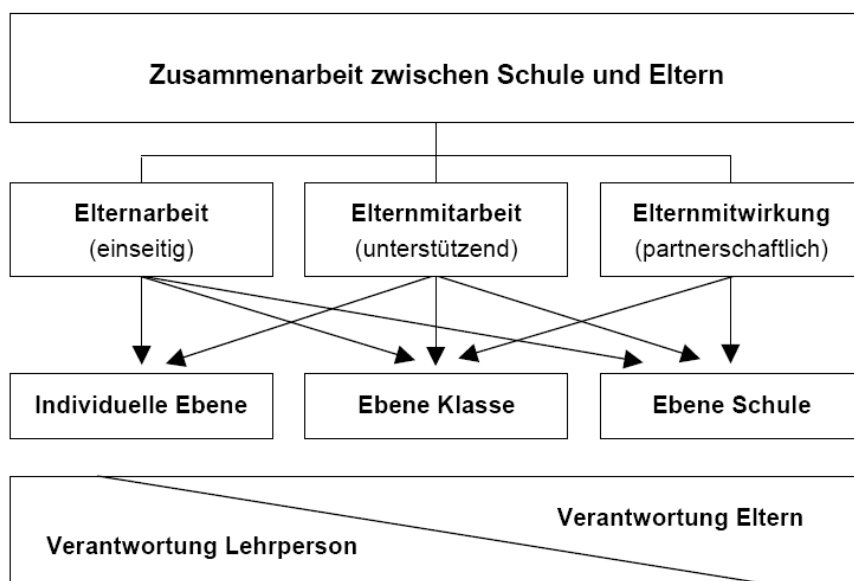 Zusammenarbeit zwischen Schule und Eltern
Elternarbeit
(einseitig)
Elternmitarbeit
(unterstützend)
Elternmitwirkung
(partnerschaftlich)
Individuelle Ebene
Ebene Klasse
Ebene Schule
Verantwortung Eltern
Verantwortung Lehrperson